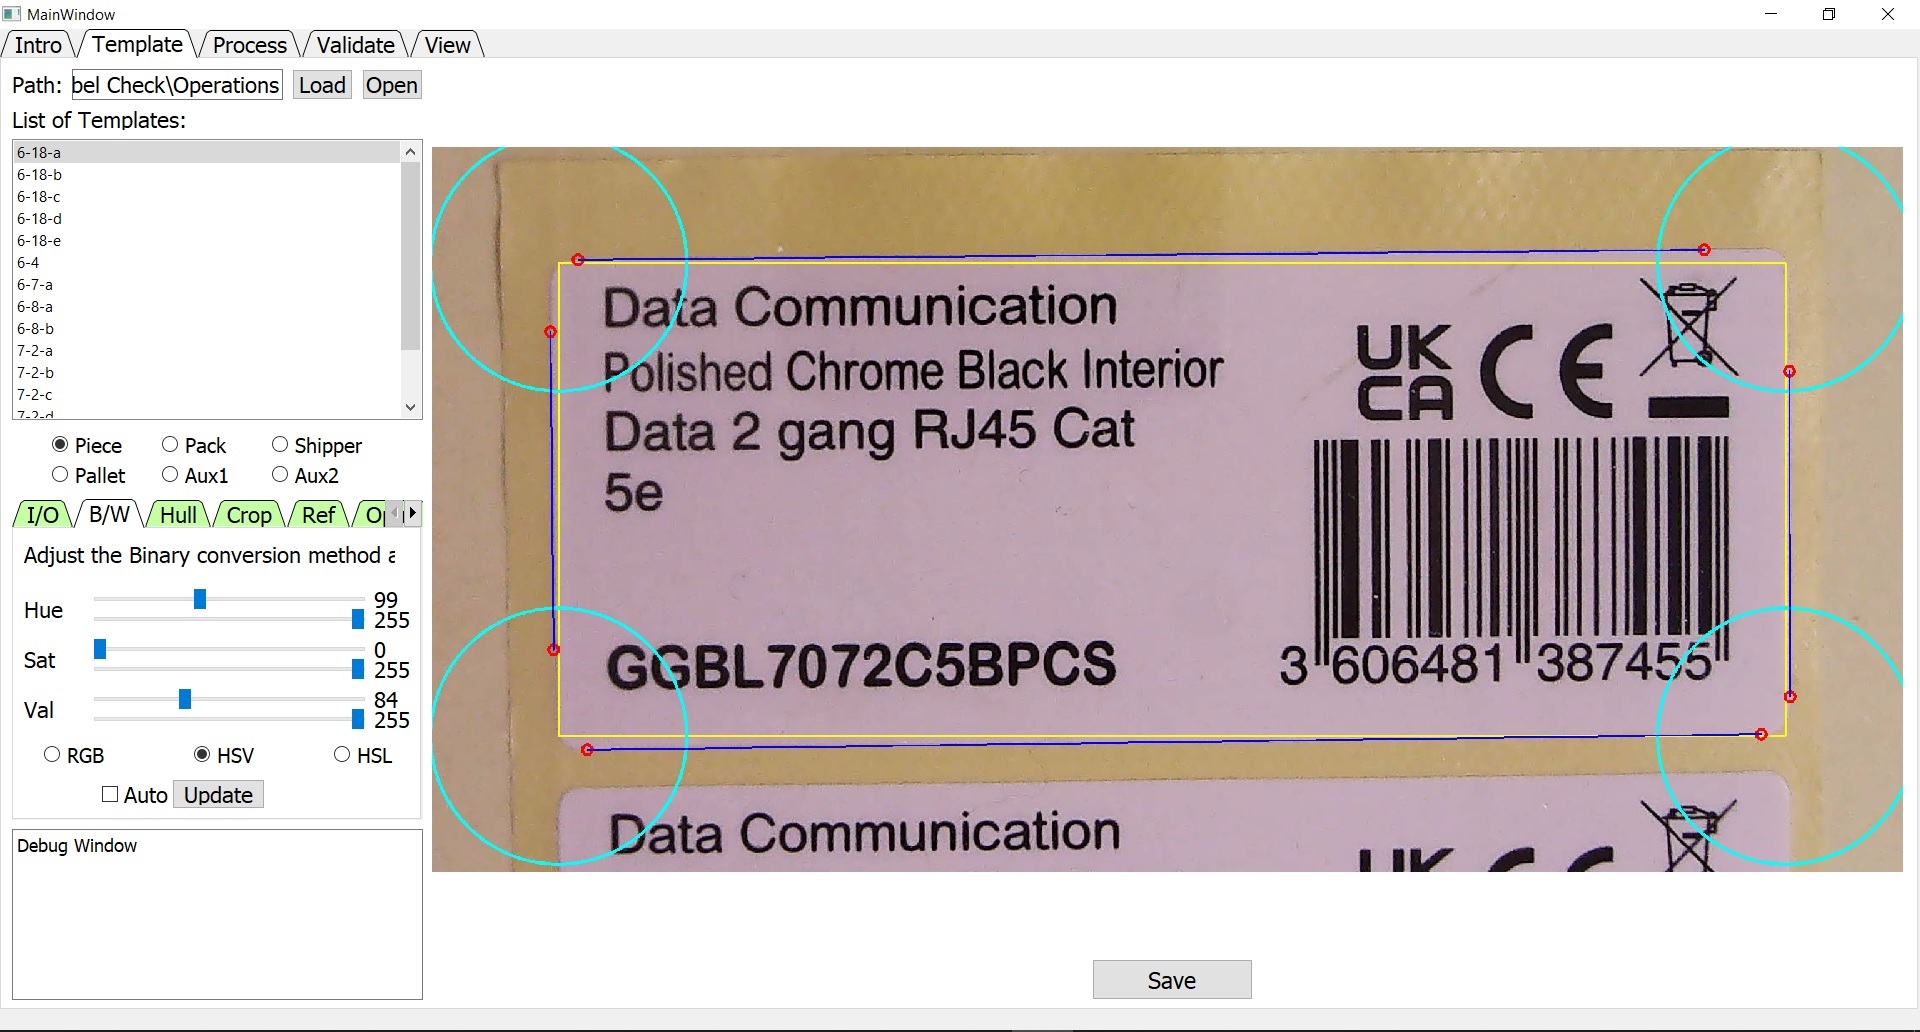 MainWindow
Intro
Template
Process
Validate
View
Path:
bel Check\Operations
Load
Open
List of Templates:
6-18-a
6-18-b
6-18-c
6-18-d
6-18-e
6-4
6-7-a
6-8-a
6-8-b
7-2-a
7-2-b
7-2-c
7-2-d
Piece
Pack
Shipper
Pallet
Aux1
Aux2
I/O
B/W
Hull
Crop
Ref
Adjust the Binary conversion method
Hue
99
255
Sat
0
255
Val
84
255
RGB
HSV
HSL
Auto
Update
Debug Window
Data Communication
Polished Chrome Black Interior
Data 2 gang RJ45 Cat
5e
UK
CA
CE
GGBL7072C5BPCS
3 606481 387455
Data Communication
UK
CE
Save